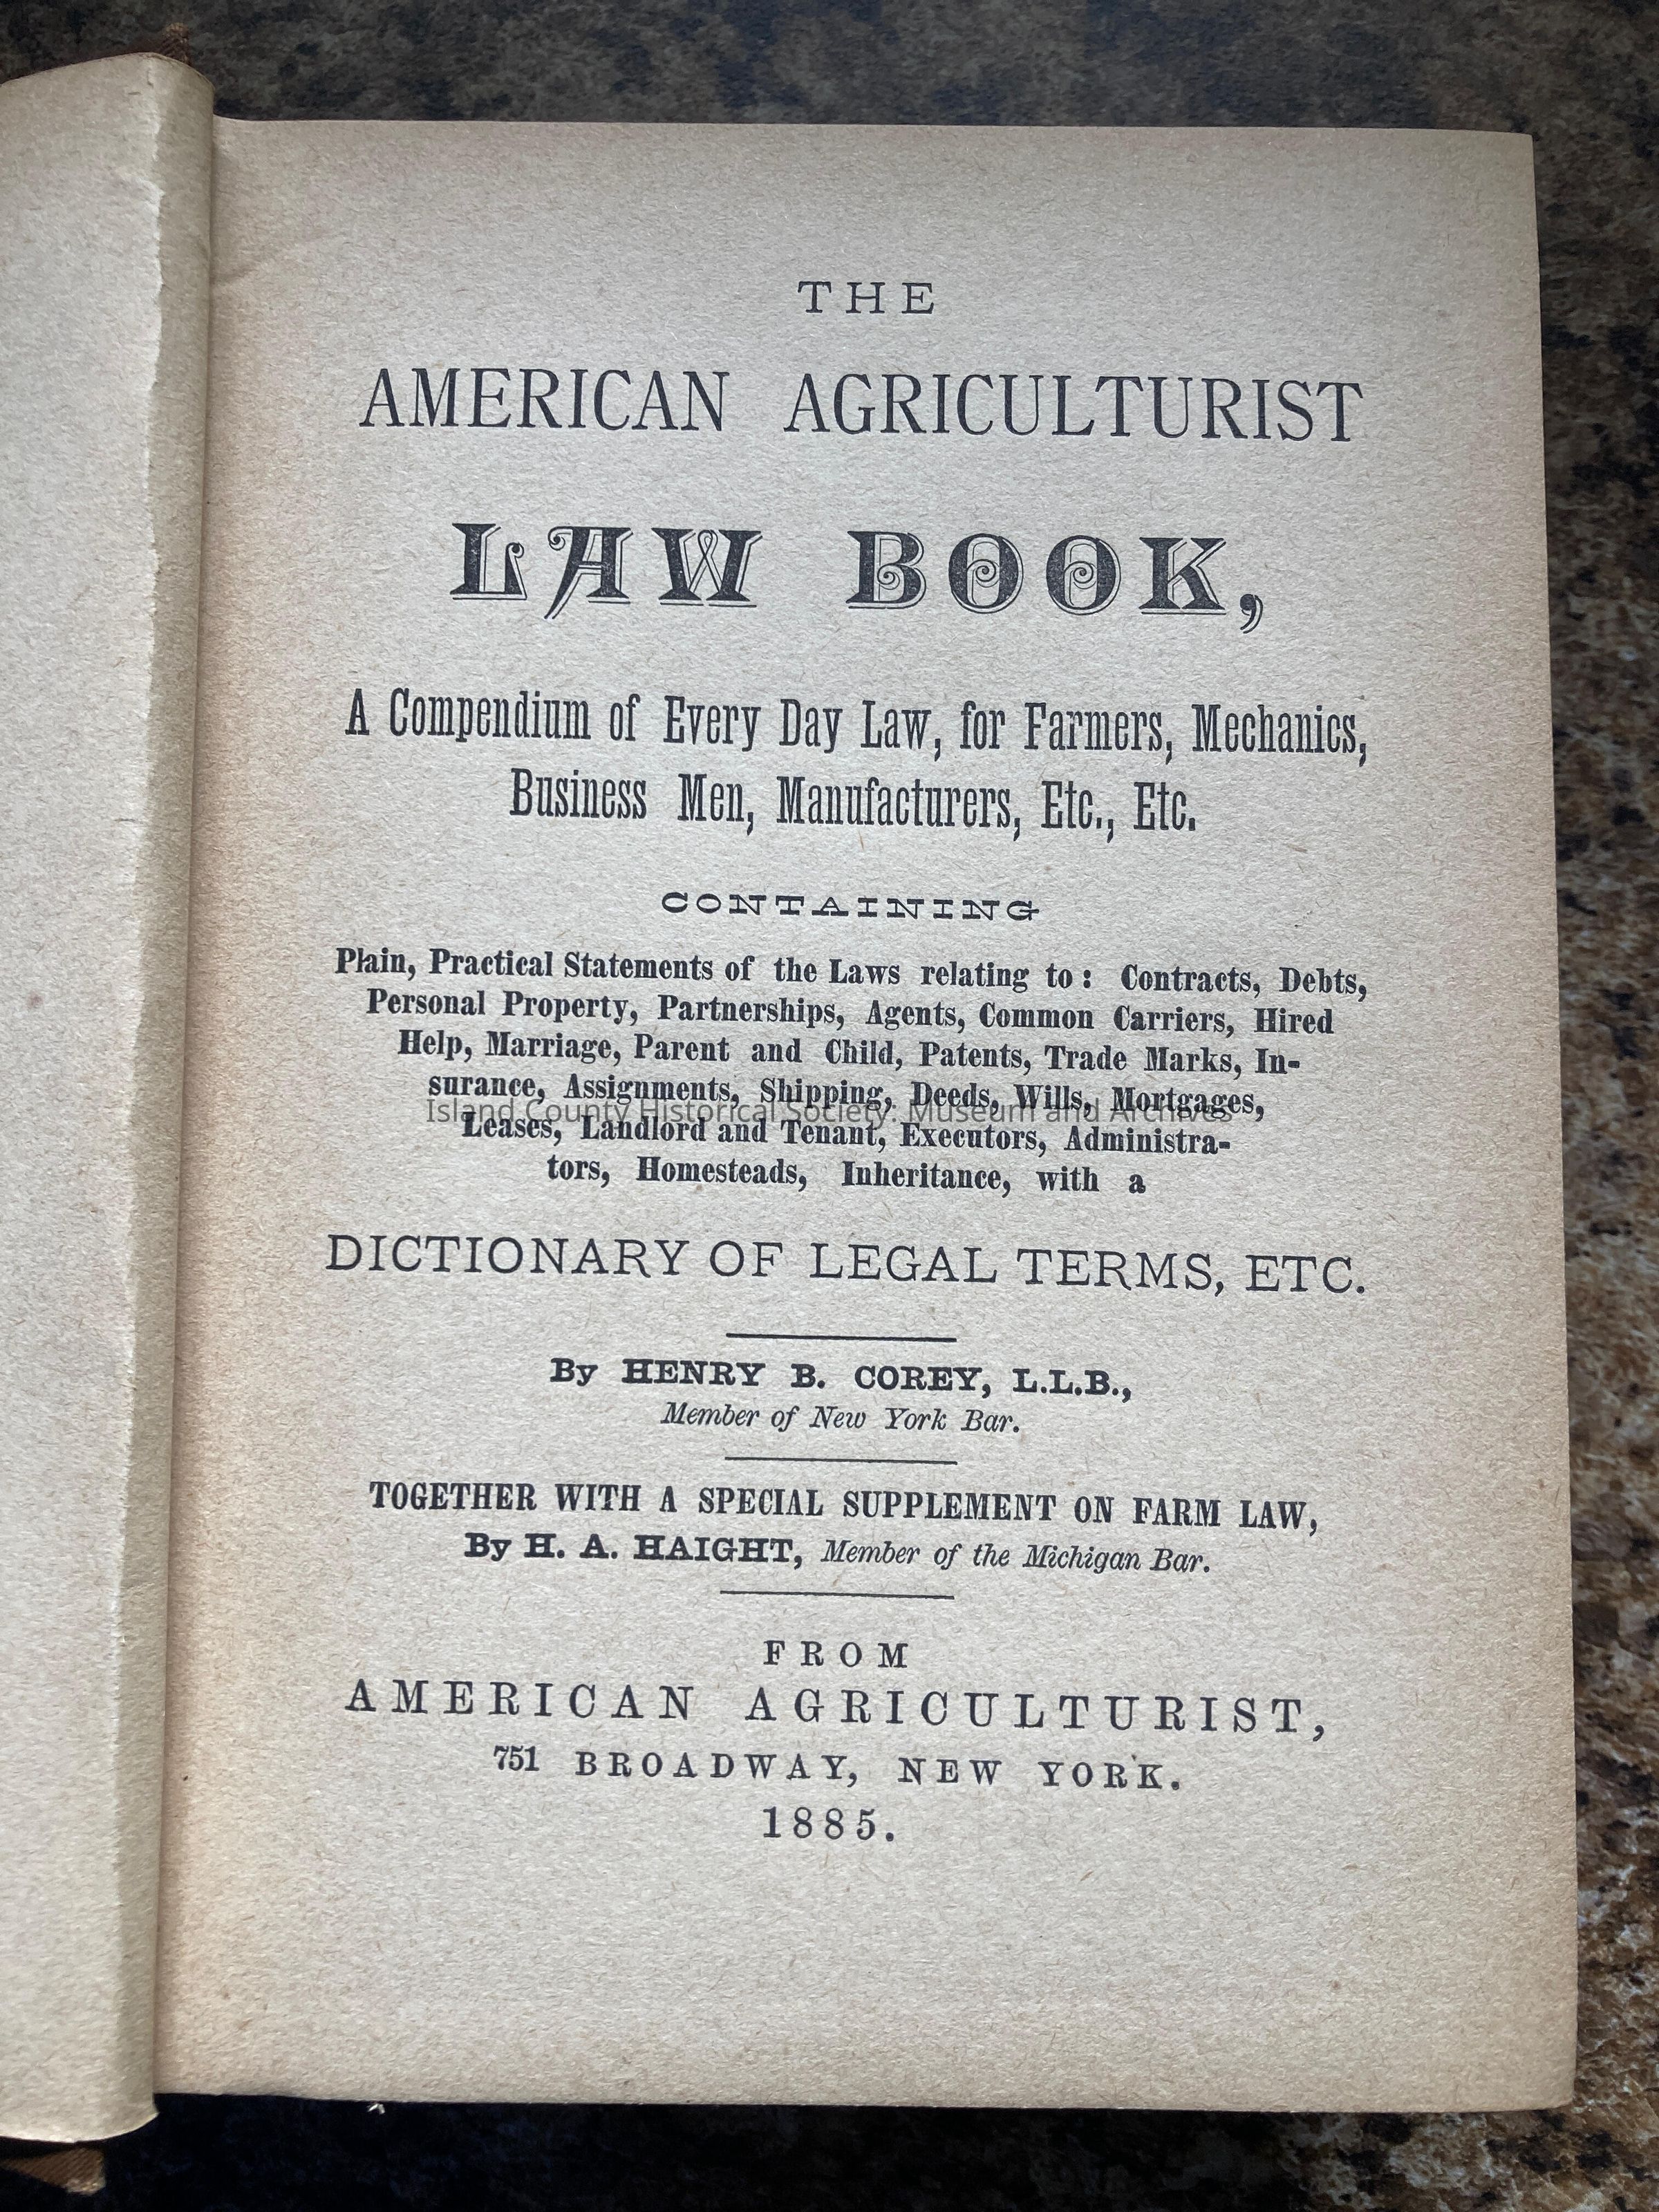 THE
AMERICAN AGRICULTURIST
LAW BOOK,
A Compendium of Every Day Law, for Farmers, Mechanics,
Business Men, Manufacturers, Etc., Etc.
CONTAINING
Plain, Practical Statements of the Laws relating to: Contracts, Debts,
Personal Property, Partnerships, Agents, Common Carriers, Hired
Help, Marriage, Parent and Child, Patents, Trade Marks, In-
surance, Assignments, Shipping, Deeds, Wills, Mortgages,
Island County Historical Society. Museum and Archives
Leases, Landlord and Tenant, Executors, Administra-
tors, Homesteads, Inheritance, with a
DICTIONARY OF LEGAL TERMS, ETC.
By HENRY B. COREY, L.L.B.,
Member of New York Bar.
TOGETHER WITH A SPECIAL SUPPLEMENT ON FARM LAW,
By H. A. HAIGHT, Member of the Michigan Bar.
FROM
AMERICAN AGRICULTURIST,
751 BROADWAY, NEW YORK.
1885.